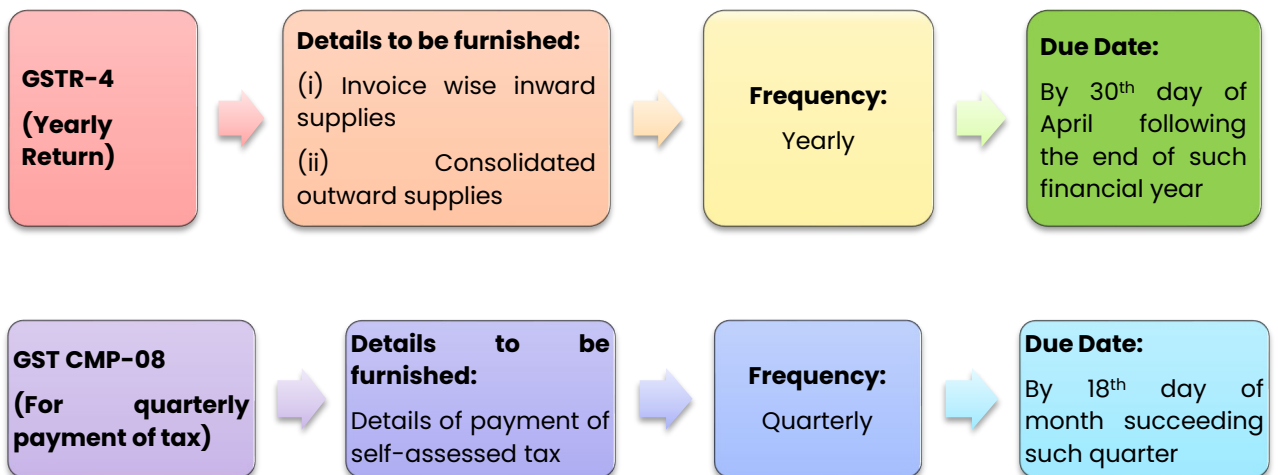 GSTR-4
(Yearly
Return)
Details to be furnished:
(i) Invoice wise inward
supplies
(ii) Consolidated
outward supplies
Frequency:
Yearly
Due Date:
By 30th day of
April following
the end of such
financial year
GST CMP-08
(For quarterly
payment of tax)
Details to be
furnished:
Details of payment of
self-assessed tax
Frequency:
Quarterly
Due Date:
By 18th day of
month succeeding
such quarter